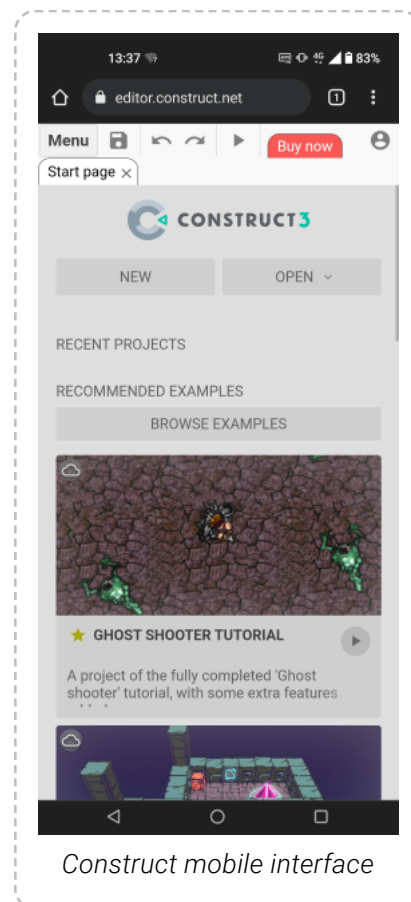 13:37 4G 83%
editor.construct.net 1
Menu Buy now
Start page ×
CONSTRUCT3
NEW OPEN
RECENT PROJECTS
RECOMMENDED EXAMPLES
BROWSE EXAMPLES
GHOST SHOOTER TUTORIAL
A project of the fully completed 'Ghost
shooter' tutorial, with some extra features
Construct mobile interface